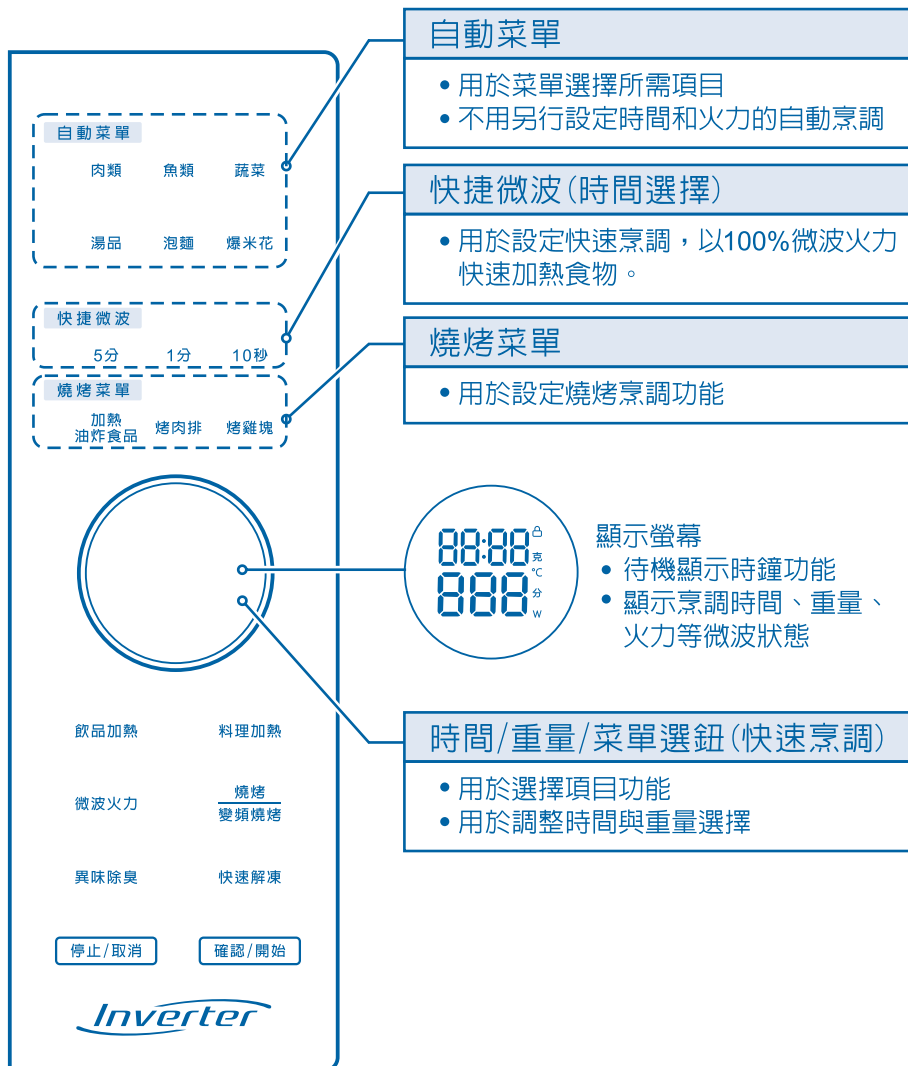 自動菜單
• 用於菜單選擇所需項目
• 不用另行設定時間和火力的自動烹調
自動菜單
肉類 魚類 蔬菜
湯品 泡麵 爆米花
快捷微波(時間選擇)
• 用於設定快速烹調，以100%微波火力
快速加熱食物。
快捷微波
5分 1分 10秒
燒烤菜單
• 用於設定燒烤烹調功能
燒烤菜單
加熱
油炸食品 烤肉排 烤雞塊
88:88
克
°C
888
分
W
顯示螢幕
• 待機顯示時鐘功能
• 顯示烹調時間、重量、
火力等微波狀態
時間/重量/菜單選鈕(快速烹調)
• 用於選擇項目功能
• 用於調整時間與重量選擇
飲品加熱 料理加熱
微波火力 燒烤
變頻燒烤
異味除臭 快速解凍
停止/取消 確認/開始
Inverter